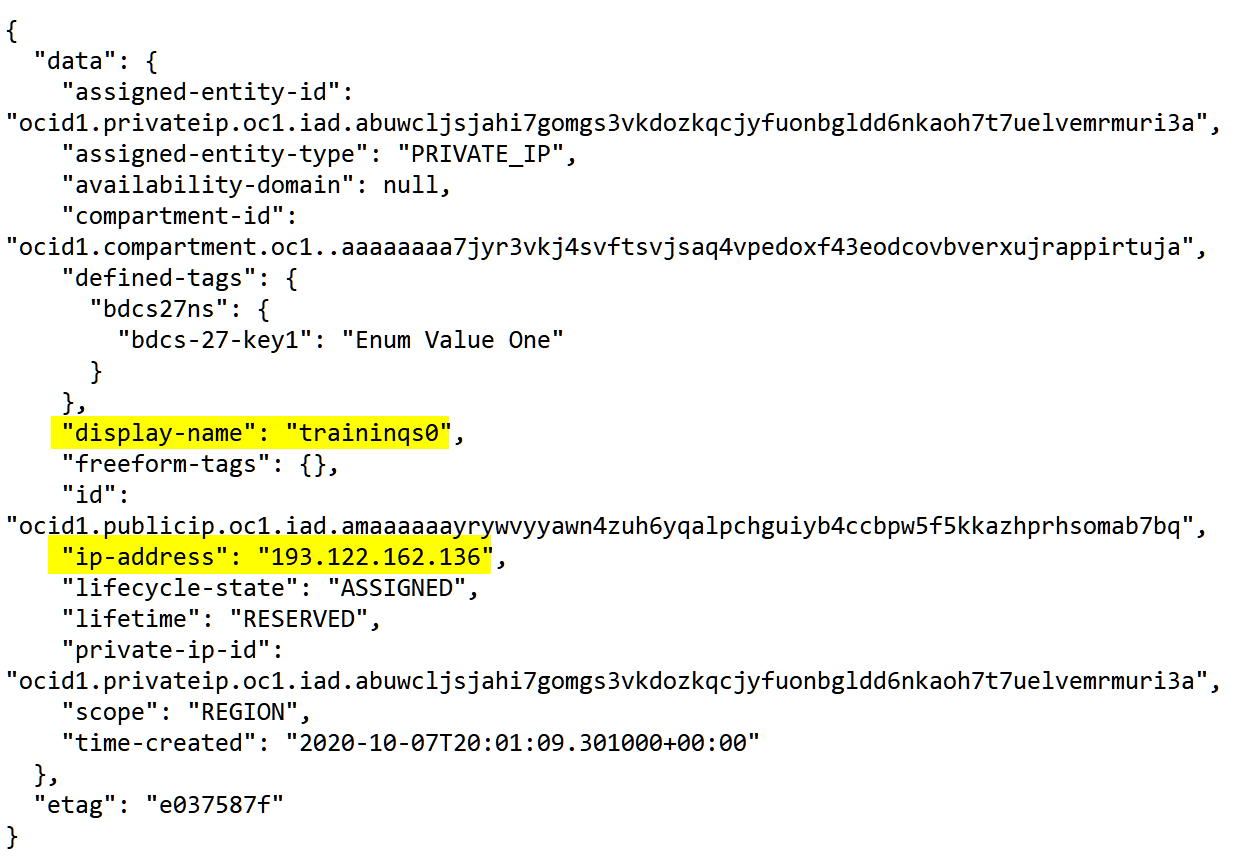 {
  "data": {
    "assigned-entity-id":
"ocid1.privateip.oc1.iad.abuwcljsjahi7gomgs3vkdozkqcjyfuonbgldd6nkaoh7t7uelvemrmuri3a",
    "assigned-entity-type": "PRIVATE_IP",
    "availability-domain": null,
    "compartment-id":
"ocid1.compartment.oc1..aaaaaaaa7jyr3vkj4svftsvjsaq4vpedoxf43eodcovbverxujrappirtuja",
    "defined-tags": {
      "bdcs27ns": {
        "bdcs-27-key1": "Enum Value One"
      }
    },
    "display-name": "traininqs0",
    "freeform-tags": {},
    "id":
"ocid1.publicip.oc1.iad.amaaaaaayrywvyyawn4zuh6yqalpchguiyb4ccbpw5f5kkazhprhsomab7bq",
    "ip-address": "193.122.162.136",
    "lifecycle-state": "ASSIGNED",
    "lifetime": "RESERVED",
    "private-ip-id":
"ocid1.privateip.oc1.iad.abuwcljsjahi7gomgs3vkdozkqcjyfuonbgldd6nkaoh7t7uelvemrmuri3a",
    "scope": "REGION",
    "time-created": "2020-10-07T20:01:09.301000+00:00"
  },
  "etag": "e037587f"
}